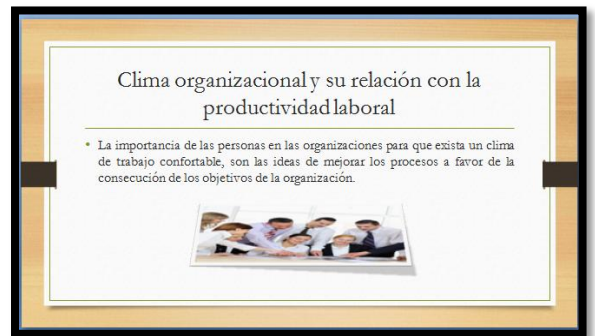 Clima organizacional y su relación con la
productividad laboral
• La importancia de las personas en las organizaciones para que exista un clima
de trabajo confortable, son las ideas de mejorar los procesos a favor de la
consecución de los objetivos de la organización.